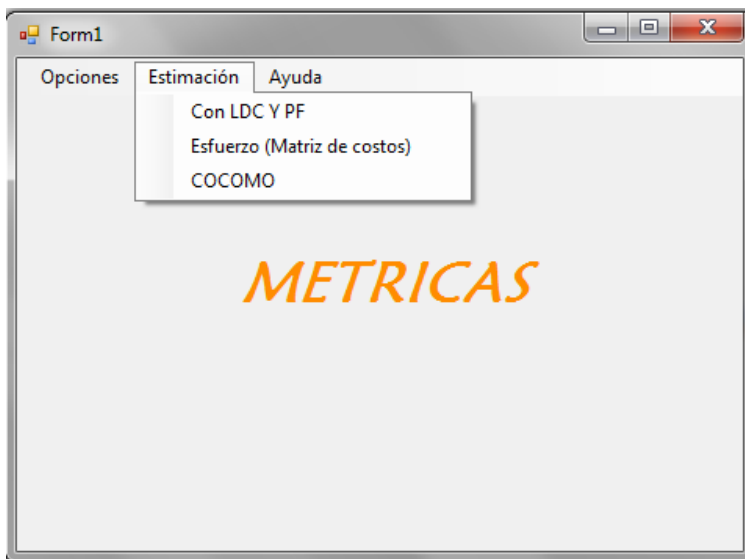 Form1
Opciones Estimación Ayuda
Con LDC Y PF
Esfuerzo (Matriz de costos)
COCOMO
METRICAS